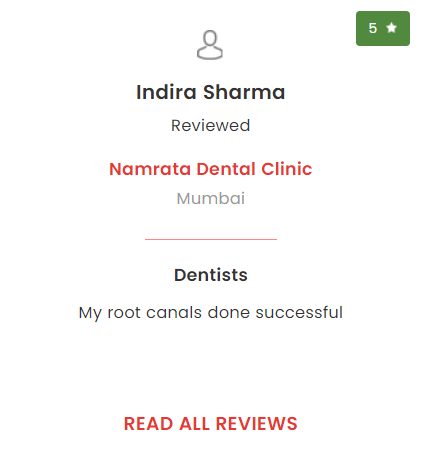 5
Indira Sharma
Reviewed
Namrata Dental Clinic
Mumbai
Dentists
My root canals done successful
READ ALL REVIEWS